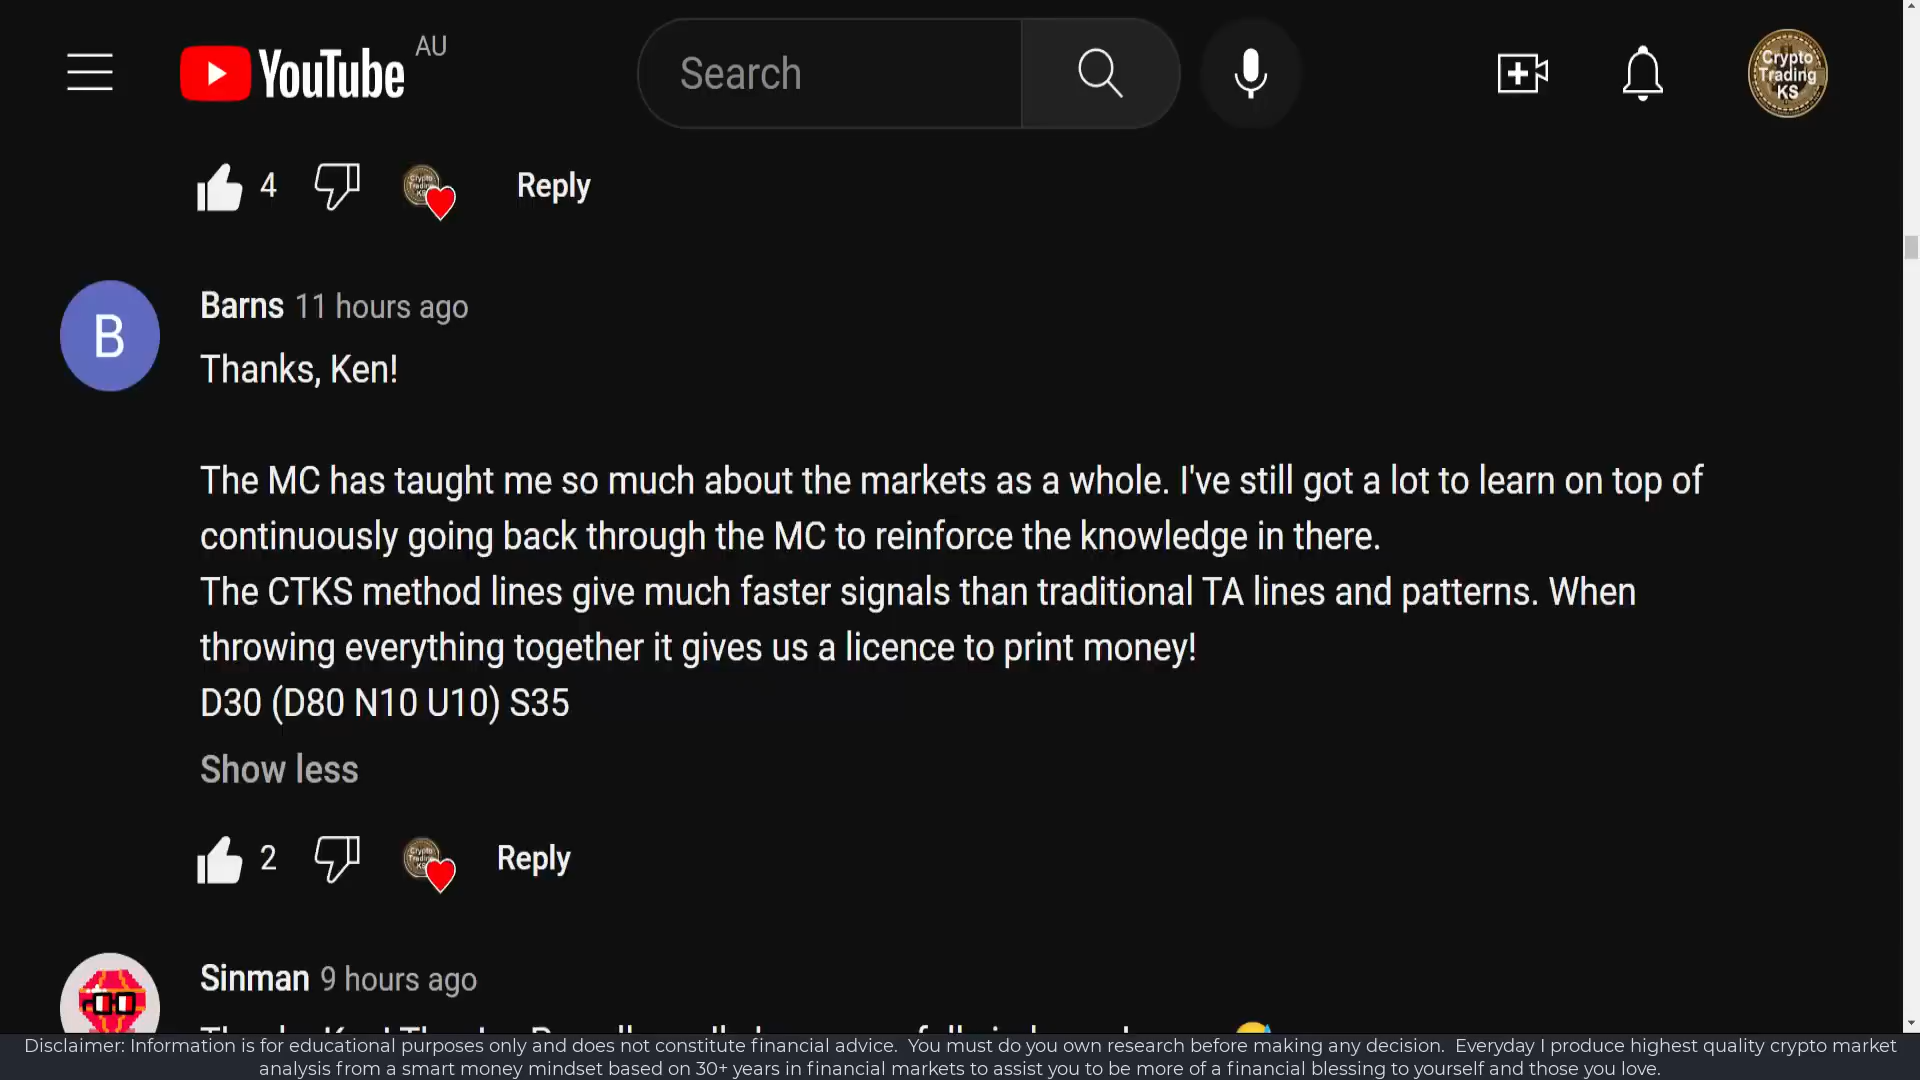 YouTube AU
Search
Crypto
Trading
KS
4
Reply
B
Barns 11 hours ago
Thanks, Ken!
The MC has taught me so much about the markets as a whole. I've still got a lot to learn on top of
continuously going back through the MC to reinforce the knowledge in there.
The CTKS method lines give much faster signals than traditional TA lines and patterns. When
throwing everything together it gives us a licence to print money!
D30 (D80 N10 U10) S35
Show less
2
Reply
Sinman 9 hours ago
Disclaimer: Information is for educational purposes only and does not constitute financial advice. You must do you own research before making any decision. Everyday I produce highest quality crypto market
analysis from a smart money mindset based on 30+ years in financial markets to assist you to be more of a financial blessing to yourself and those you love.